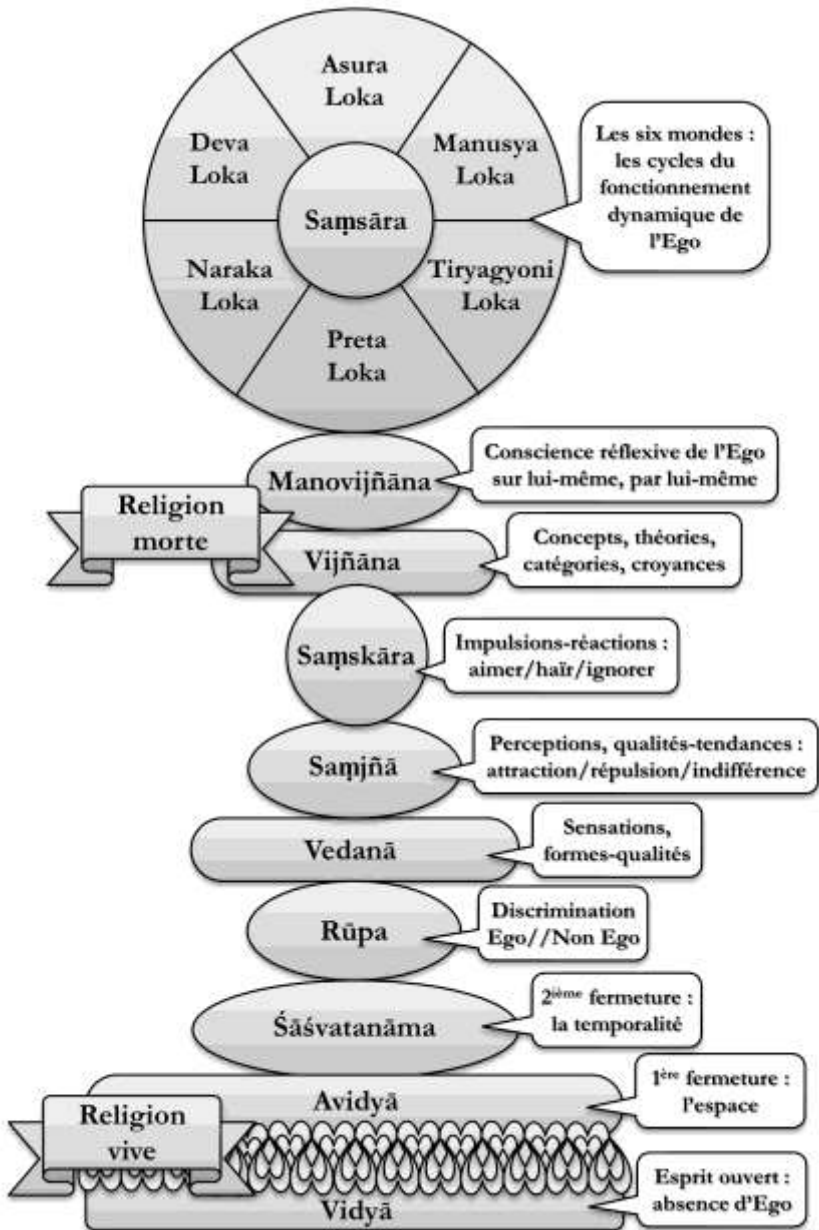 Asura
Loka
Deva
Loka
Manusya
Loka
Saṃsāra
Naraka
Loka
Tiryagyoni
Loka
Preta
Loka
Les six mondes :
les cycles du
fonctionnement
dynamique de
l'Ego
Manovijñāna
Conscience réflexive de l'Ego
sur lui-même, par lui-même
Religion
morte
Vijñāna
Concepts, théories,
catégories, croyances
Saṃskāra
Impulsions-réactions :
aimer/haïr/ignorer
Saṃjñā
Perceptions, qualités-tendances :
attraction/répulsion/indifférence
Vedanā
Sensations,
formes-qualités
Rūpa
Discrimination
Ego//Non Ego
Śāśvatanāma
2ième fermeture :
la temporalité
Avidyā
1ère fermeture :
l'espace
Religion
vive
Vidyā
Esprit ouvert :
absence d'Ego